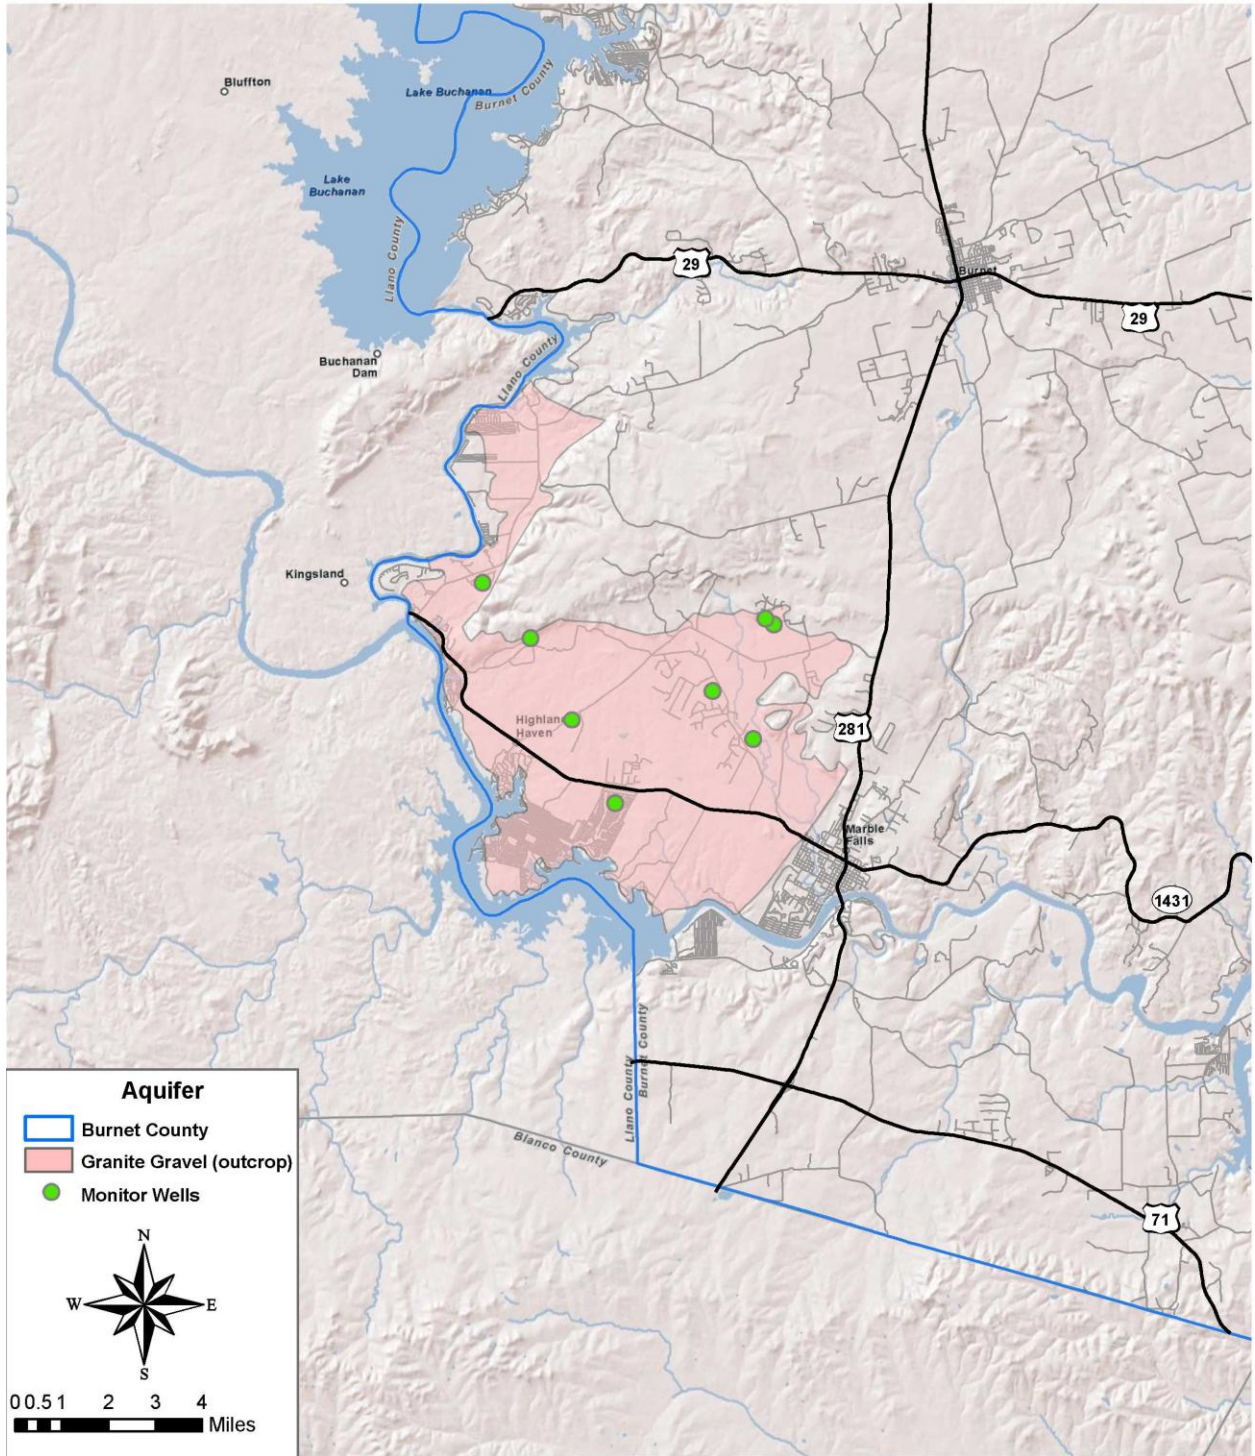 Bluffton
Lake Buchanan
Burnet County
Lake
Buchanan
Llano County
29
Burnet
29
Buchanan
Dam
Llano County
Kingsland
Highland
Haven
281
Marble
Falls
1431
Llano County
Burnet County
Blanco County
71
Aquifer
Burnet County
Granite Gravel (outcrop)
Monitor Wells
N
W
E
S
0 0.5 1 2 3 4
Miles